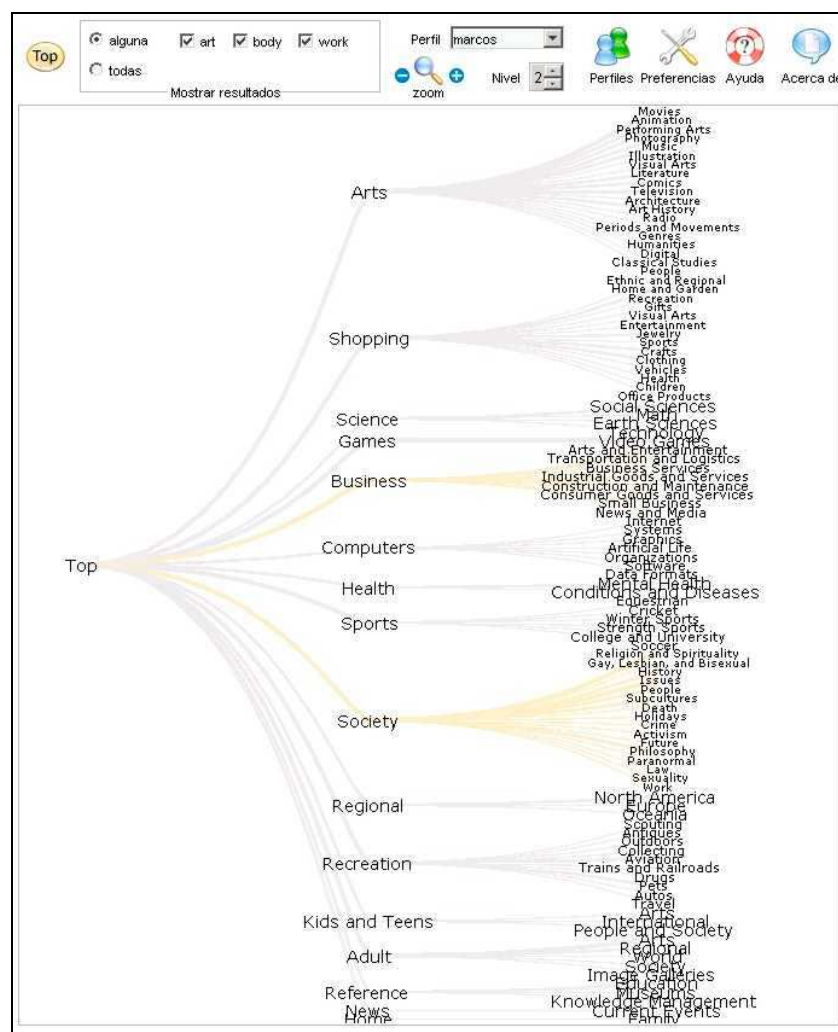 Top
alguna
art
body
work
todas
Mostrar resultados
Perfil
marcos
zoom
Nivel
2
Perfiles
Preferencias
Ayuda
Acerca de
Top
Arts
Shopping
Science
Games
Business
Computers
Health
Sports
Society
Regional
Recreation
Kids and Teens
Adult
Reference
News
Home
Movies
Animation
Performing Arts
Photography
Music
Illustration
Visual Arts
Literature
Comics
Television
Architecture
Art History
Radio
Periods and Movements
Genres
Humanities
Digital
Classical Studies
People
Ethnic and Regional
Home and Garden
Recreation
Gifts
Visual Arts
Entertainment
Jewelry
Sports
Crafts
Clothing
Vehicles
Health
Children
Office Products
Social Sciences
Math
Earth Sciences
Technology
Video Games
Arts and Entertainment
Transportation and Logistics
Business Services
Industrial Goods and Services
Construction and Maintenance
Consumer Goods and Services
Small Business
News and Media
Internet
Systems
Graphics
Artificial Life
Organizations
Software
Data Formats
Mental Health
Conditions and Diseases
Equestrian
Cricket
Winter Sports
Strength Sports
College and University
Soccer
Religion and Spirituality
Gay, Lesbian, and Bisexual
History
Issues
People
Subcultures
Death
Holidays
Crime
Activism
Future
Philosophy
Paranormal
Law
Sexuality
Work
North America
Europe
Oceania
Scouting
Antiques
Outdoors
Collecting
Aviation
Trains and Railroads
Drugs
Pets
Autos
Travel
Arts
International
People and Society
Arts
Regional
World
Society
Image Galleries
Education
Museums
Knowledge Management
Current Events
Family